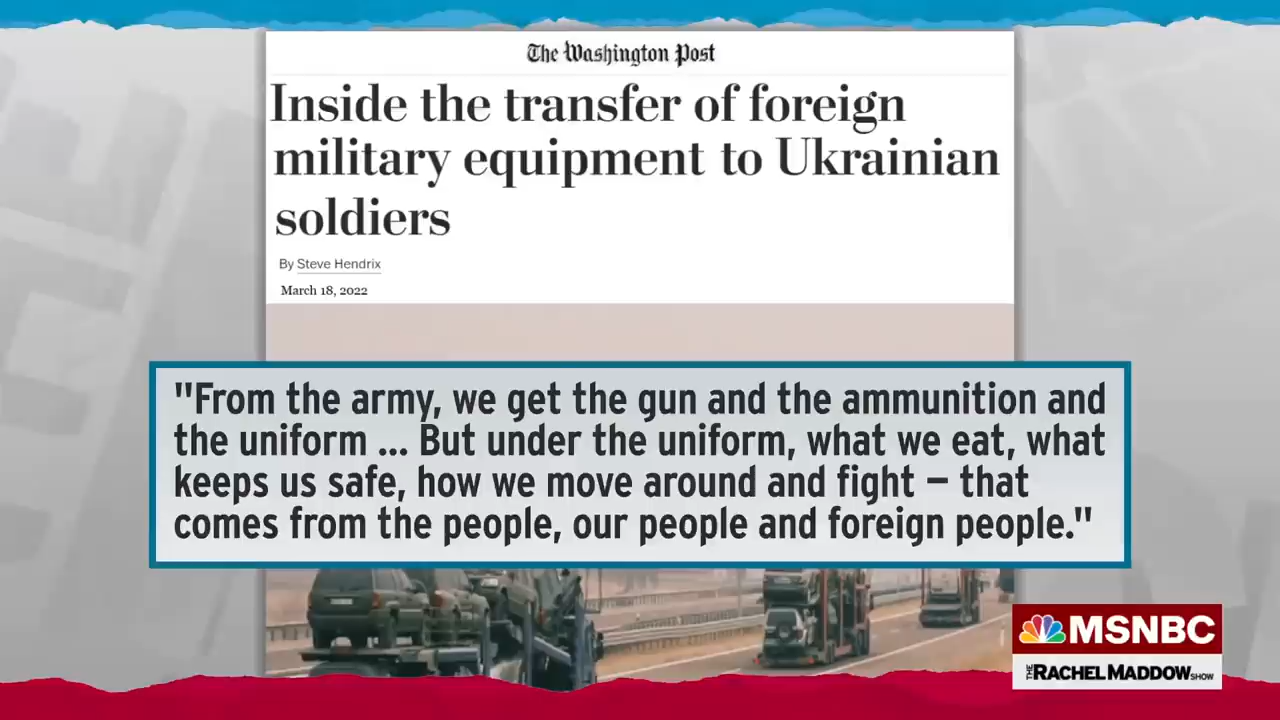 The Washington Post
Inside the transfer of foreign
military equipment to Ukrainian
soldiers
By Steve Hendrix
March 18, 2022
"From the army, we get the gun and the ammunition and
the uniform ... But under the uniform, what we eat, what
keeps us safe, how we move around and fight – that
comes from the people, our people and foreign people."
MSNBC
THE RACHEL MADDOW SHOW